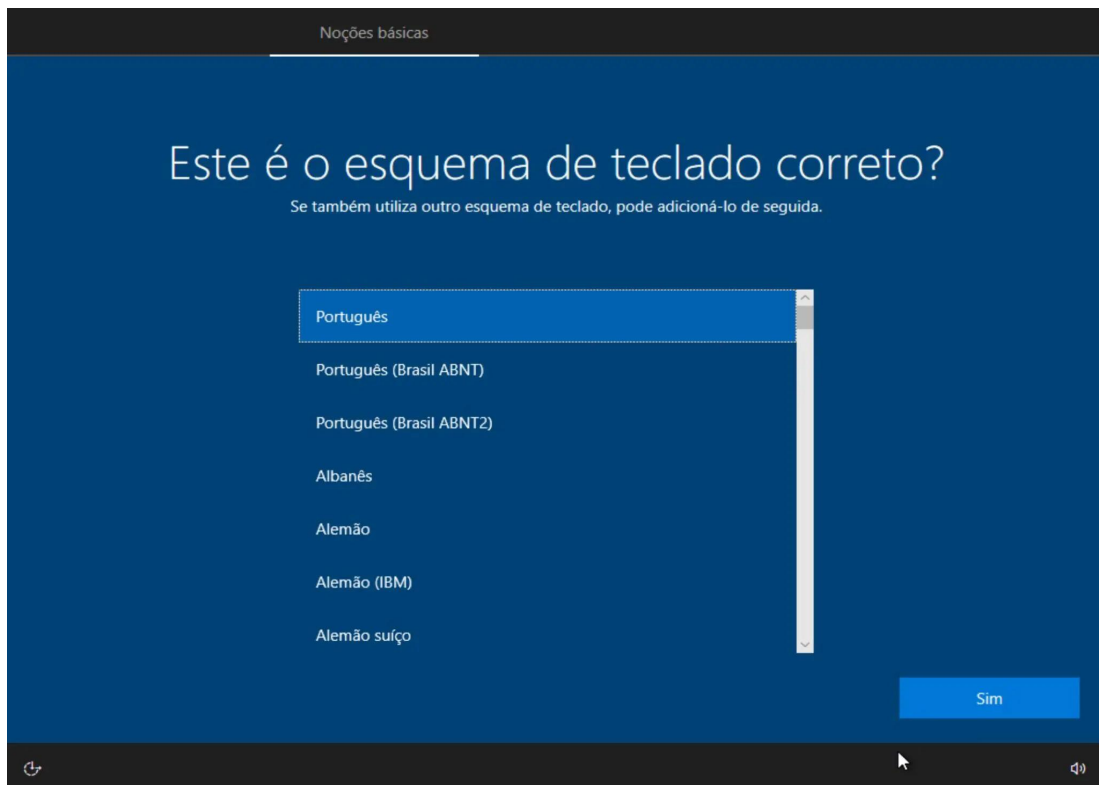 Noções básicas
Este é o esquema de teclado correto?
Se também utiliza outro esquema de teclado, pode adicioná-lo de seguida.
Português
Português (Brasil ABNT)
Português (Brasil ABNT2)
Albanês
Alemão
Alemão (IBM)
Alemão suíço
Sim